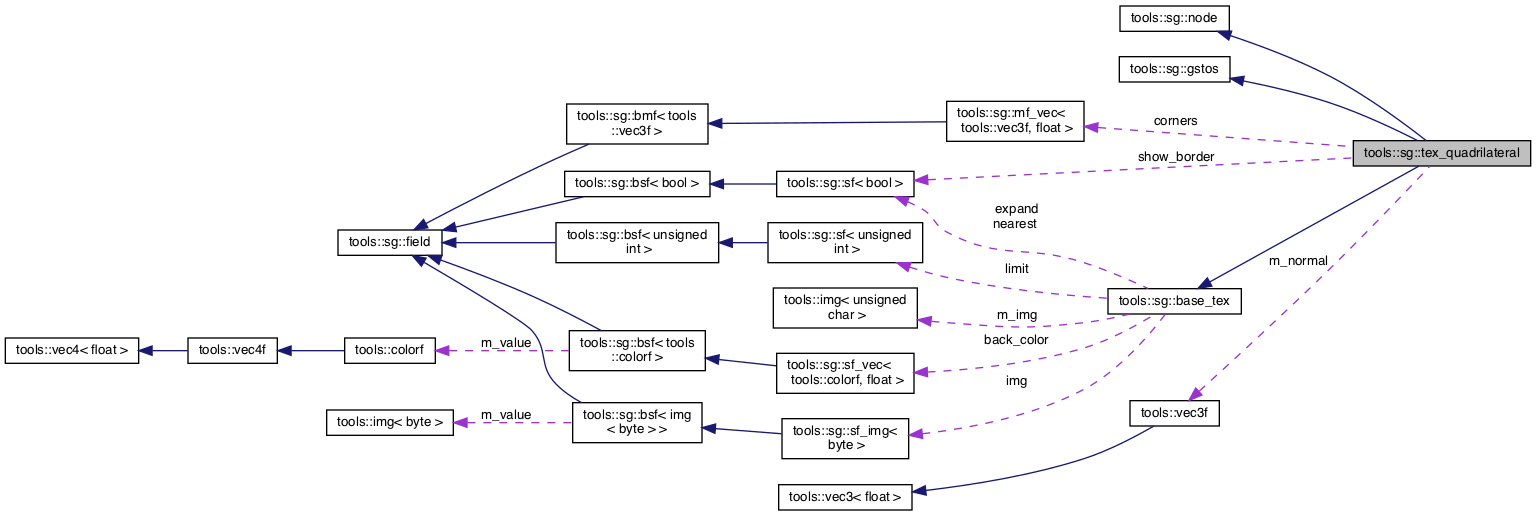 tools::sg::node
tools::sg::gstos
tools::sg::bmf< tools
::vec3f >
tools::sg::mf_vec<
tools::vec3f, float >
corners
tools::sg::tex_quadrilateral
show_border
tools::sg::bsf< bool >
tools::sg::sf< bool >
expand
nearest
tools::sg::field
tools::sg::bsf< unsigned
int >
tools::sg::sf< unsigned
int >
limit
m_normal
tools::img< unsigned
char >
m_img
tools::sg::base_tex
tools::vec4< float >
tools::vec4f
tools::colorf
m_value
tools::sg::bsf< tools
::colorf >
back_color
tools::sg::sf_vec<
tools::colorf, float >
img
tools::img< byte >
m_value
tools::sg::bsf< img
< byte > >
tools::sg::sf_img<
byte >
tools::vec3f
tools::vec3< float >